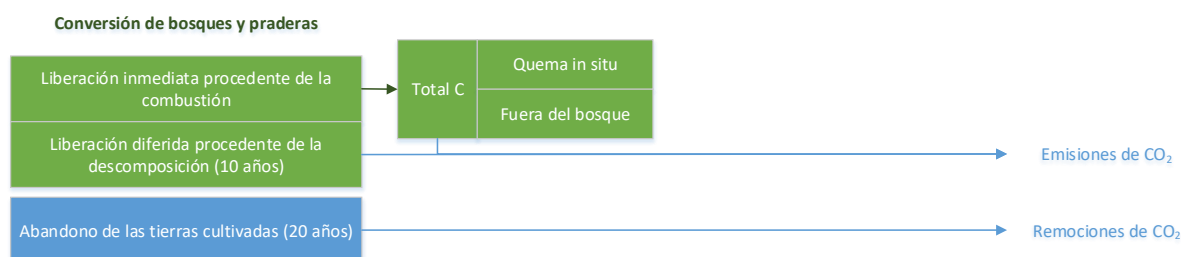 Conversión de bosques y praderas
Liberación inmediata procedente de la
combustión
Total C
Quema in situ
Fuera del bosque
Liberación diferida procedente de la
descomposición (10 años)
Emisiones de CO₂
Abandono de las tierras cultivadas (20 años)
Remociones de CO₂